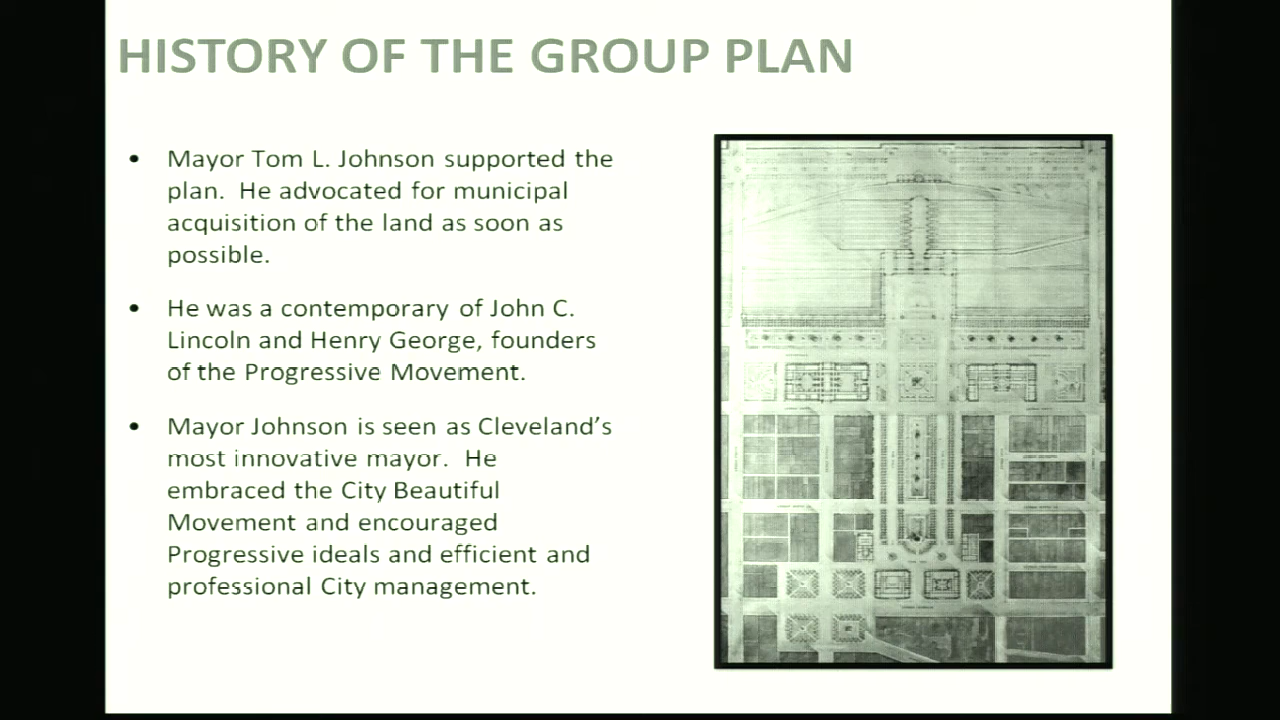 HISTORY OF THE GROUP PLAN
• Mayor Tom L. Johnson supported the
plan. He advocated for municipal
acquisition of the land as soon as
possible.
• He was a contemporary of John C.
Lincoln and Henry George, founders
of the Progressive Movement.
• Mayor Johnson is seen as Cleveland’s
most innovative mayor. He
embraced the City Beautiful
Movement and encouraged
Progressive ideals and efficient and
professional City management.